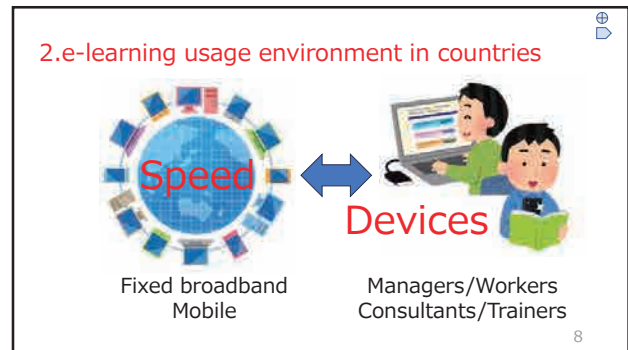 2.e-learning usage environment in countries
Speed
Devices
Fixed broadband
Mobile
Managers/Workers
Consultants/Trainers
8